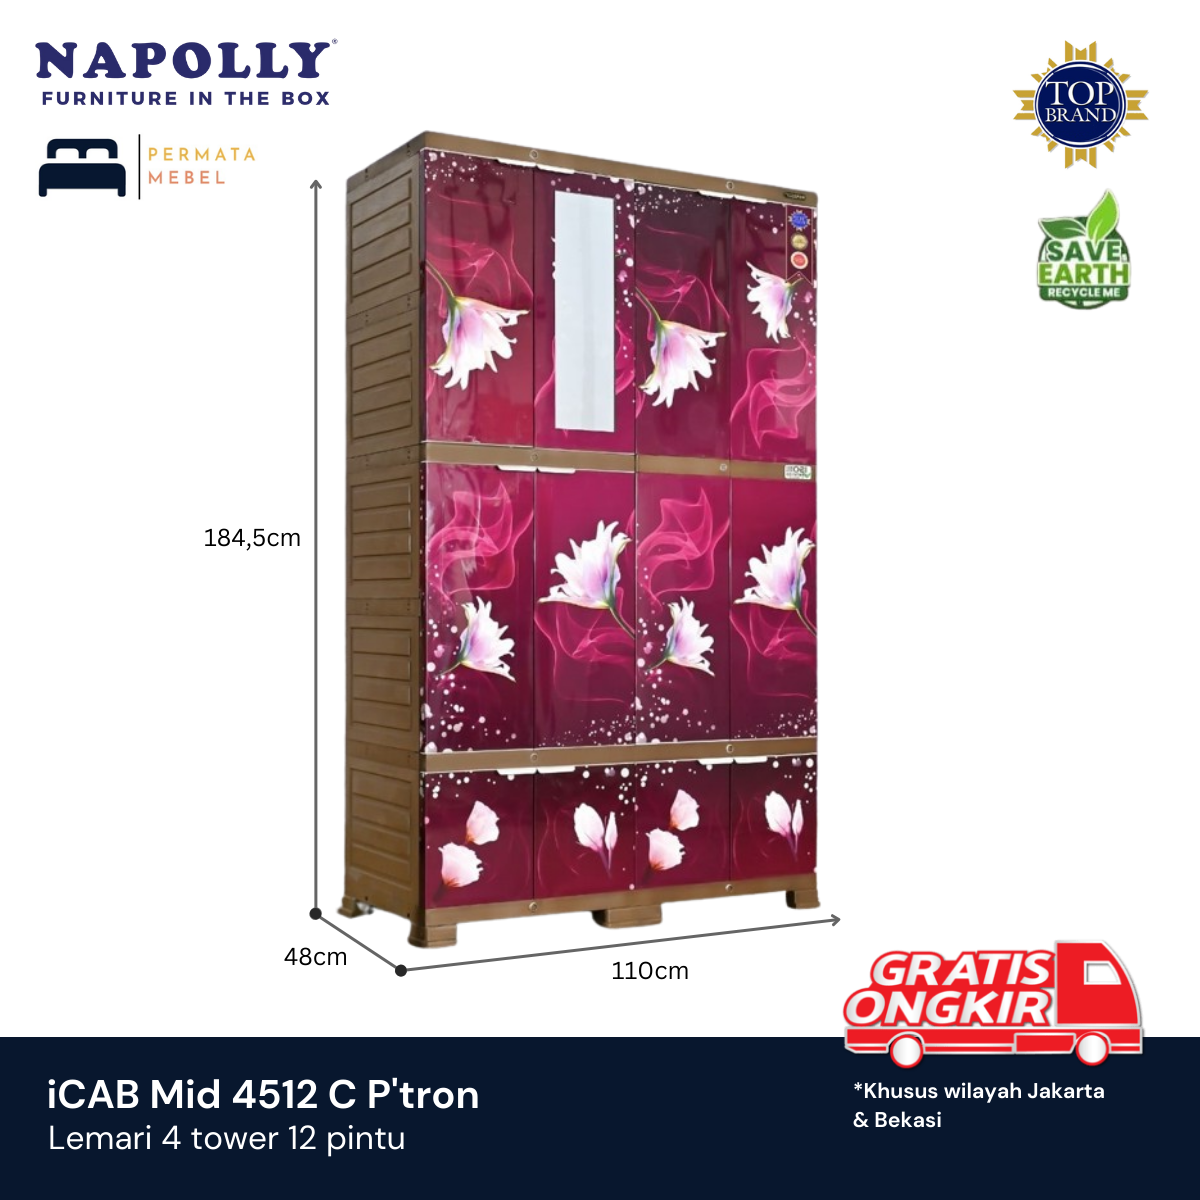 NAPOLLY®
FURNITURE IN THE BOX
PERMATA
MEBEL
TOP
BRAND
SAVE
EARTH
RECYCLE ME
184,5cm
48cm
110cm
GRATIS
ONGKIR
iCAB Mid 4512 C P'tron
Lemari 4 tower 12 pintu
*Khusus wilayah Jakarta
& Bekasi